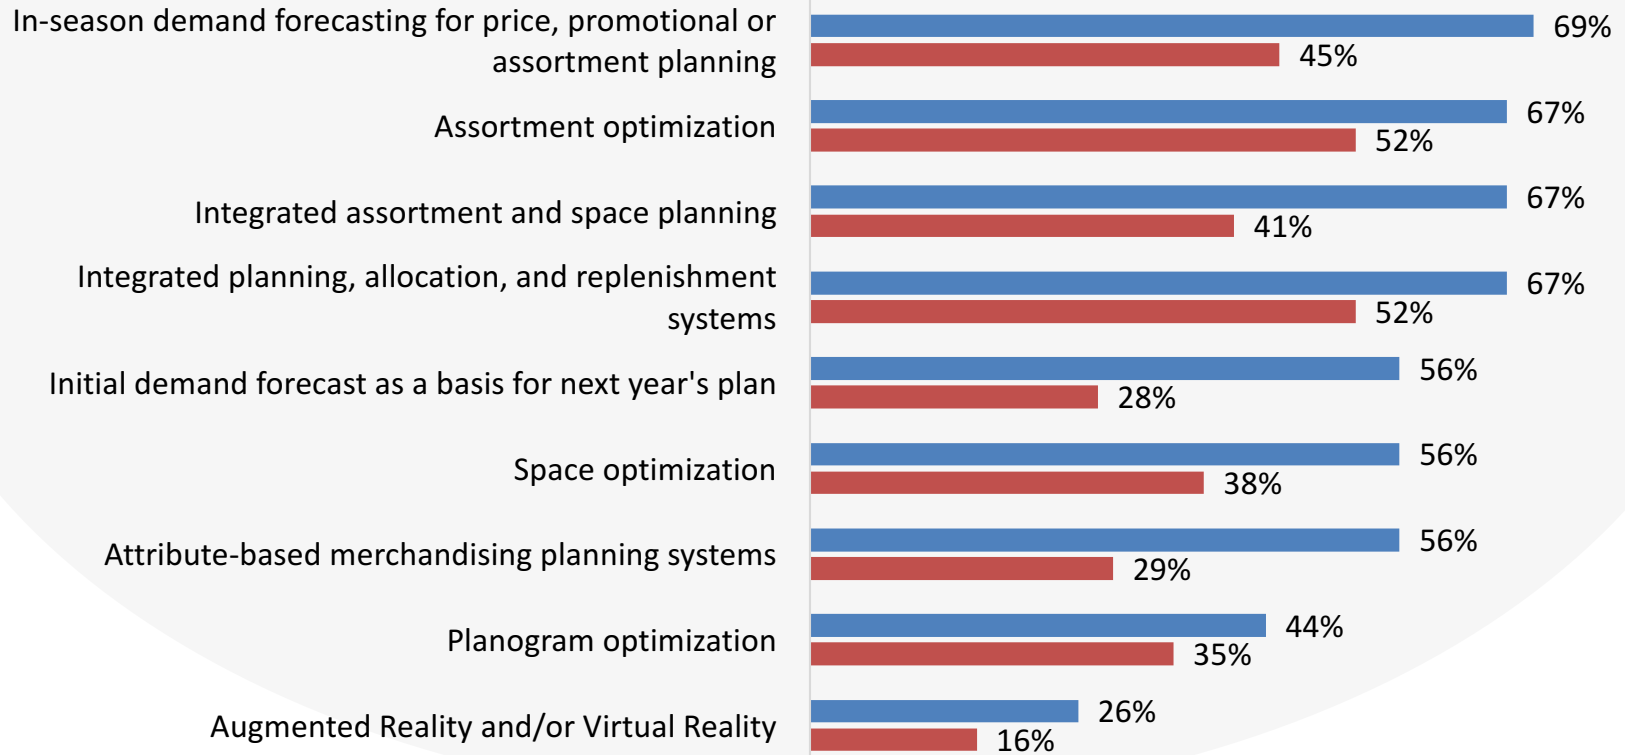 In-season demand forecasting for price, promotional or
assortment planning
69%
45%
Assortment optimization
67%
52%
Integrated assortment and space planning
67%
41%
Integrated planning, allocation, and replenishment
systems
67%
52%
Initial demand forecast as a basis for next year's plan
56%
28%
Space optimization
56%
38%
Attribute-based merchandising planning systems
56%
29%
Planogram optimization
44%
35%
Augmented Reality and/or Virtual Reality
26%
16%